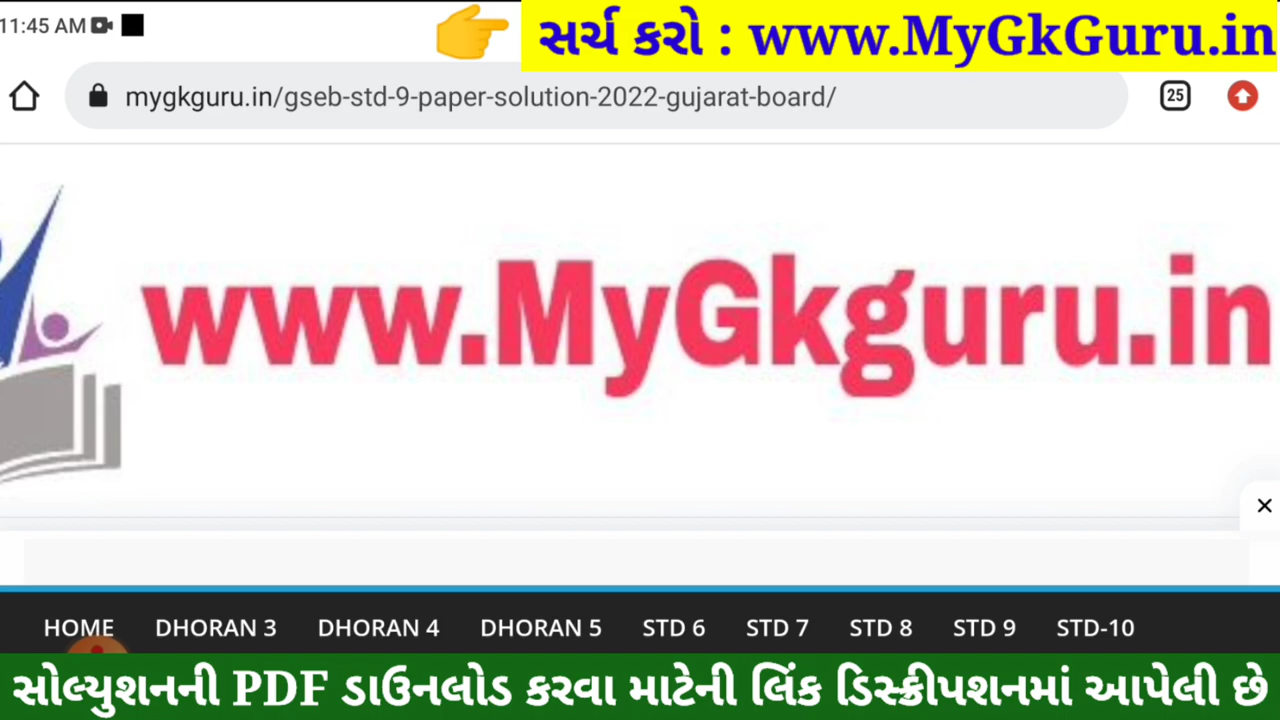 11:45 AM
સર્ચ કરો : www.MyGkGuru.in
mygkguru.in/gseb-std-9-paper-solution-2022-gujarat-board/
25
www.MyGkguru.in
HOME DHORAN 3 DHORAN 4 DHORAN 5 STD 6 STD 7 STD 8 STD 9 STD-10
સોલ્યુશનની PDF ડાઉનલોડ કરવા માટેની લિંક ડિસ્ક્રીપશનમાં આપેલી છે